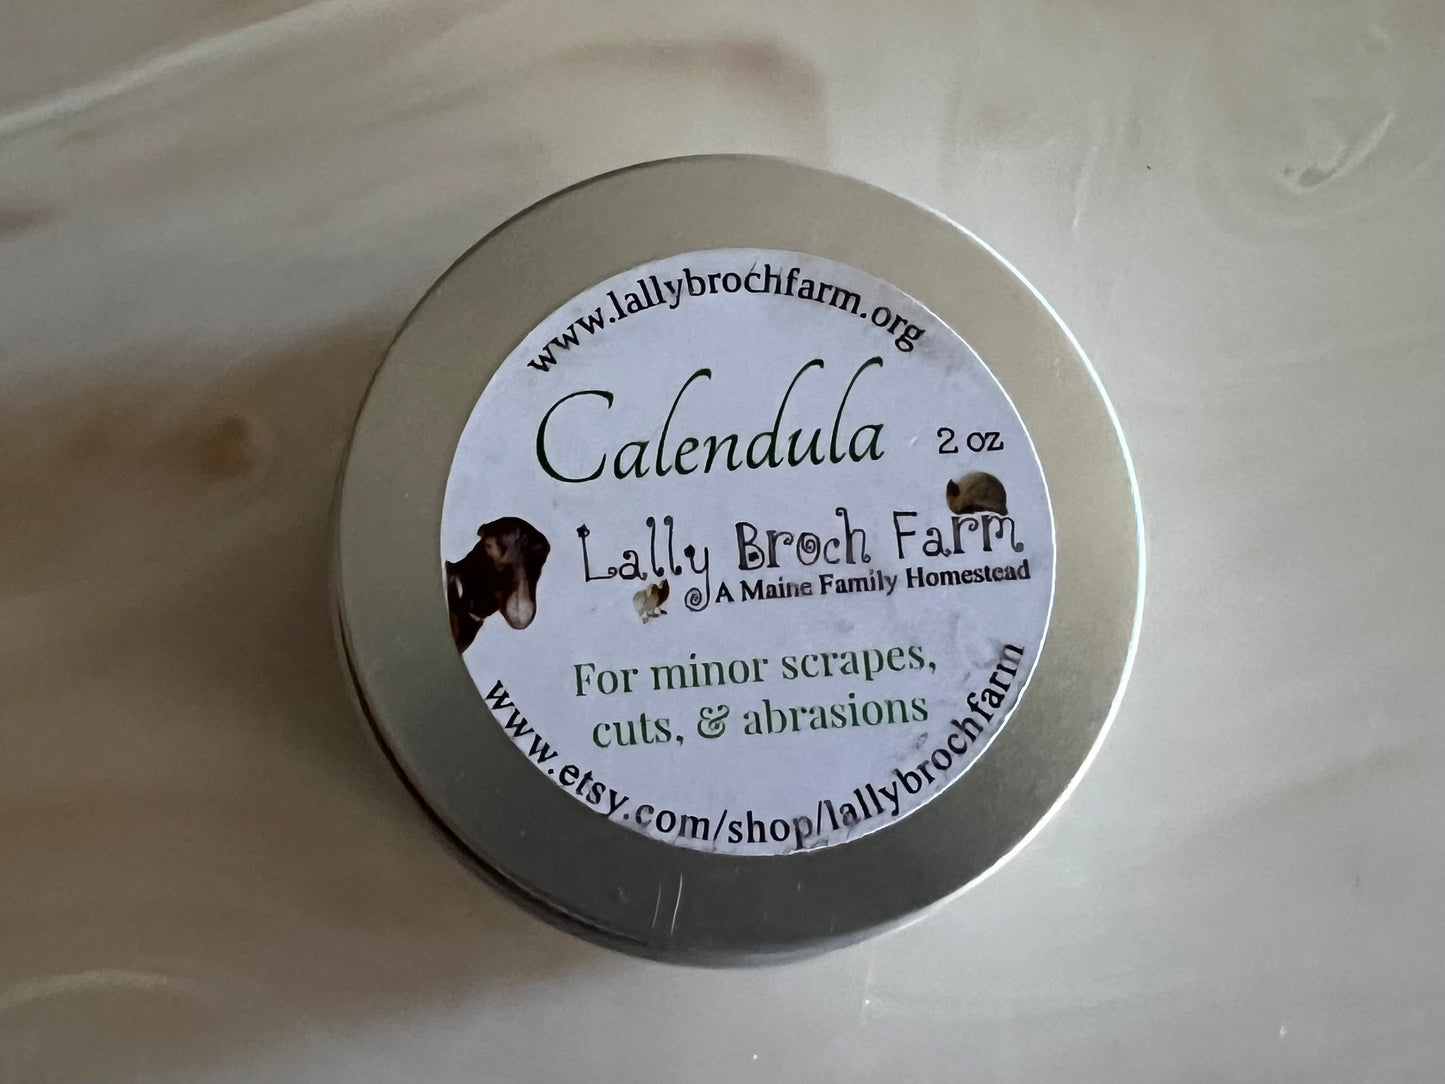 www.lallybrochfarm.org
Calendula
2 oz
Lally Broch Farm
A Maine Family Homestead
For minor scrapes,
cuts, & abrasions
www.etsy.com/shop/lallybrochfarm